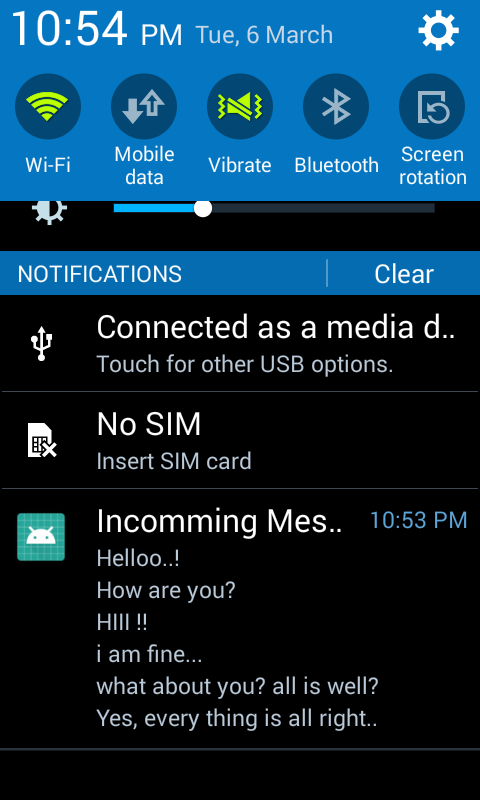 10:54 PM Tue, 6 March
Wi-Fi
Mobile data
Vibrate
Bluetooth
Screen rotation
NOTIFICATIONS Clear
Connected as a media d..
Touch for other USB options.
No SIM
Insert SIM card
Incomming Mes.. 10:53 PM
Helloo..!
How are you?
HIII !!
i am fine...
what about you? all is well?
Yes, every thing is all right..